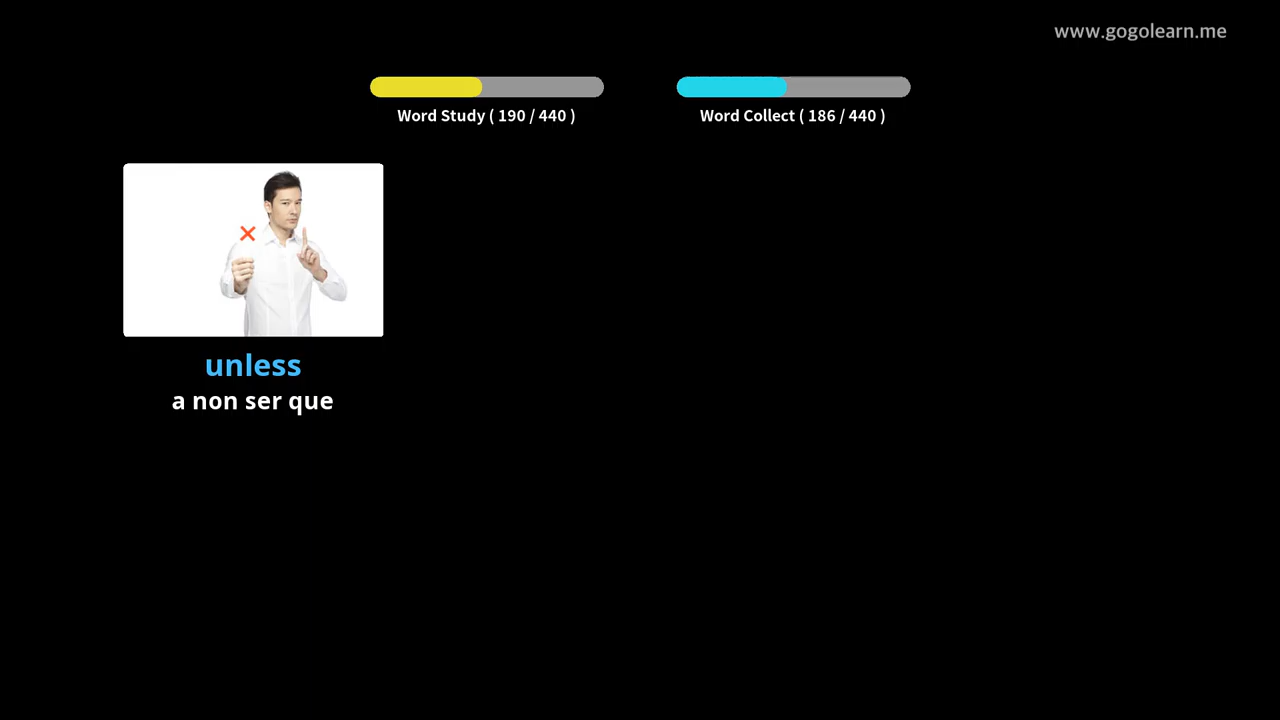 www.gogolearn.me
Word Study ( 190 / 440 )
Word Collect ( 186 / 440 )
unless
a non ser que